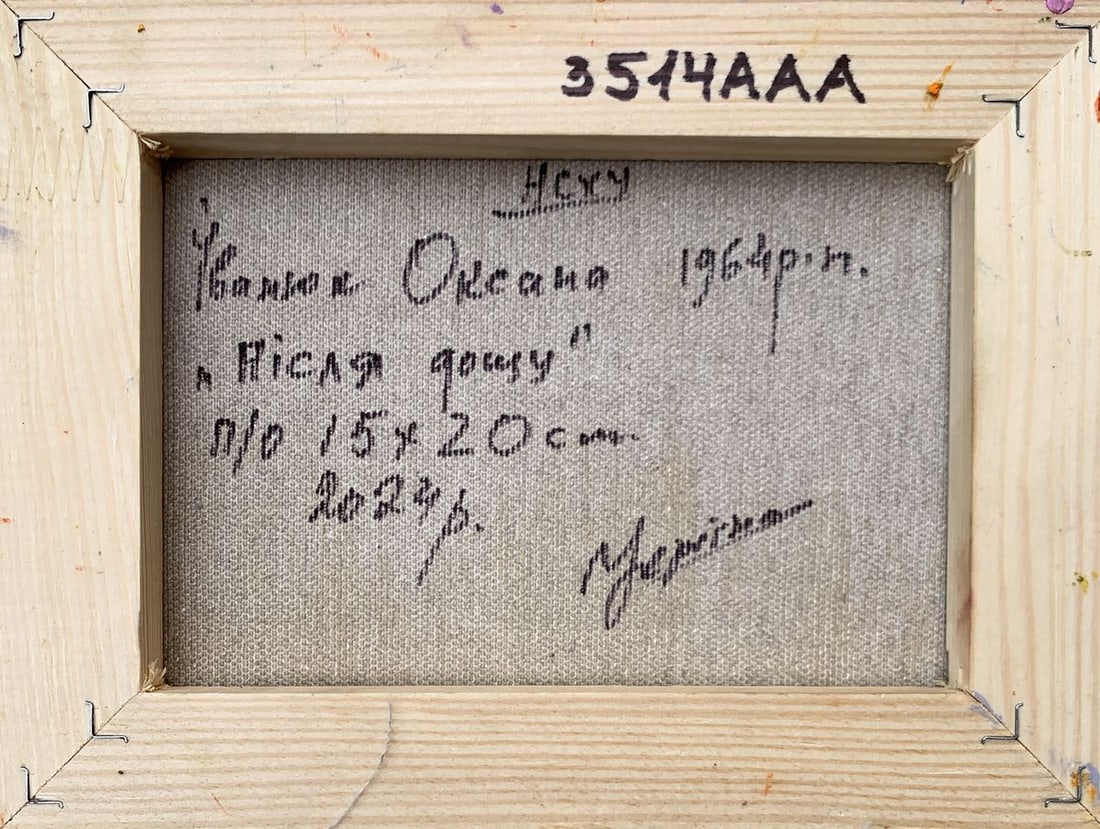 3514AAA
НСХУ
Іванюк Оксана 1964р.н.
„Після дощу"
п/о 15х20см.
2024р.